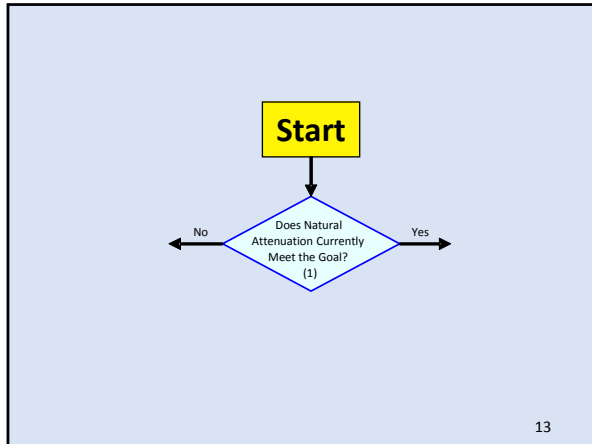 Start
Does Natural
Attenuation Currently
Meet the Goal?
(1)
No
Yes
13